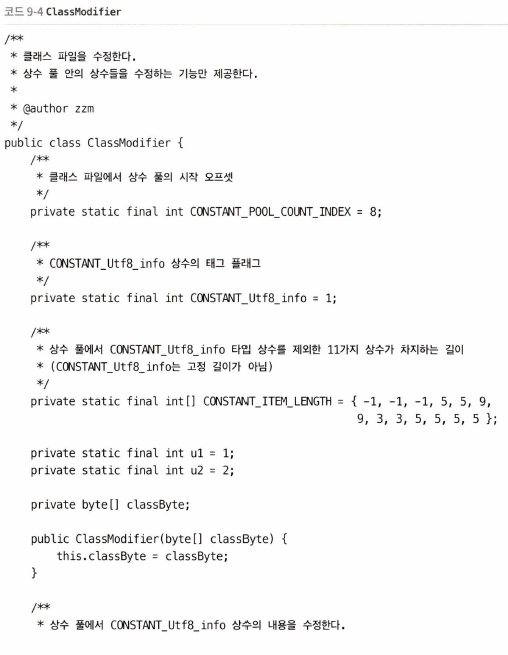 코드 9-4 ClassModifier
/**
 * 클래스 파일을 수정한다.
 * 상수 풀 안의 상수들을 수정하는 기능만 제공한다.
 *
 * @author zzm
 */
public class ClassModifier {
    /**
     * 클래스 파일에서 상수 풀의 시작 오프셋
     */
    private static final int CONSTANT_POOL_COUNT_INDEX = 8;

    /**
     * CONSTANT_Utf8_info 상수의 태그 플래그
     */
    private static final int CONSTANT_Utf8_info = 1;

    /**
     * 상수 풀에서 CONSTANT_Utf8_info 타입 상수를 제외한 11가지 상수가 차지하는 길이
     * (CONSTANT_Utf8_info는 고정 길이가 아님)
     */
    private static final int[] CONSTANT_ITEM_LENGTH = { -1, -1, -1, 5, 5, 9,
                                                        9, 3, 3, 5, 5, 5, 5 };

    private static final int u1 = 1;
    private static final int u2 = 2;

    private byte[] classByte;

    public ClassModifier(byte[] classByte) {
        this.classByte = classByte;
    }

    /**
     * 상수 풀에서 CONSTANT_Utf8_info 상수의 내용을 수정한다.